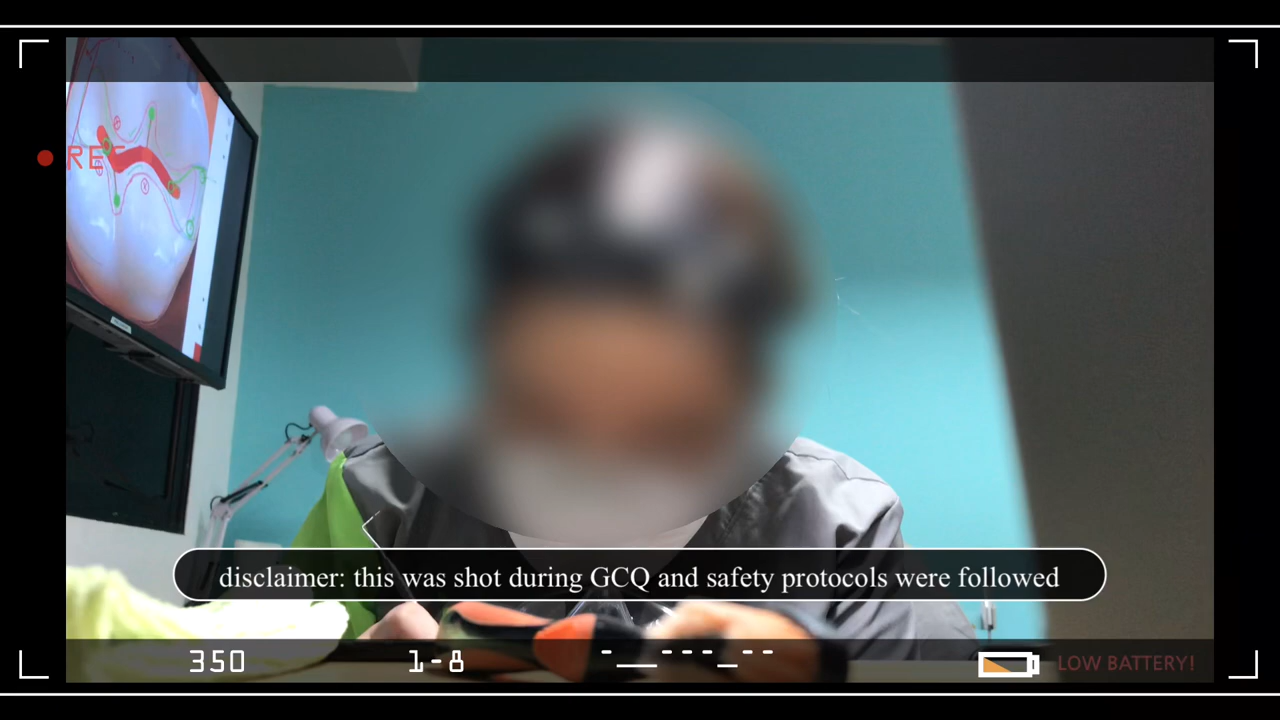 REC
disclaimer: this was shot during GCQ and safety protocols were followed
350
1-8
LOW BATTERY!